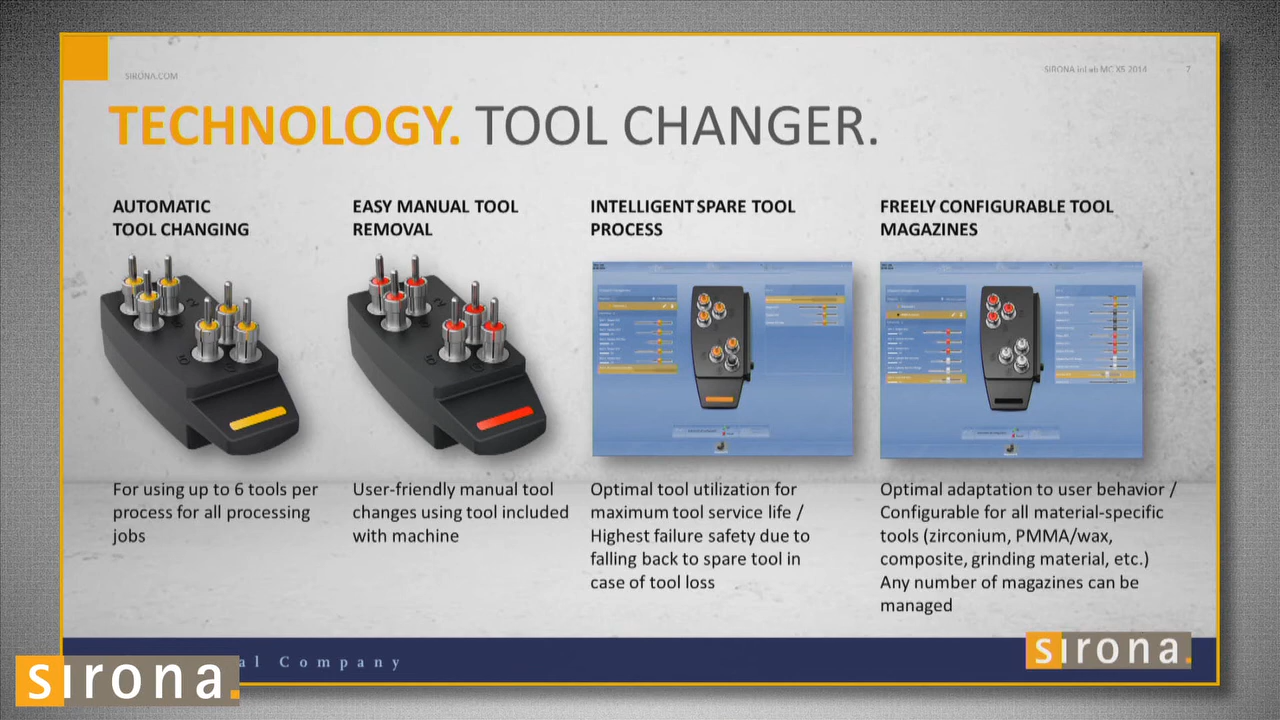 SIRONA.COM
SIRONA inLab MC X5 2014
7
TECHNOLOGY. TOOL CHANGER.
AUTOMATIC
TOOL CHANGING
For using up to 6 tools per
process for all processing
jobs
EASY MANUAL TOOL
REMOVAL
User-friendly manual tool
changes using tool included
with machine
INTELLIGENT SPARE TOOL
PROCESS
Optimal tool utilization for
maximum tool service life /
Highest failure safety due to
falling back to spare tool in
case of tool loss
FREELY CONFIGURABLE TOOL
MAGAZINES
Optimal adaptation to user behavior /
Configurable for all material-specific
tools (zirconium, PMMA/wax,
composite, grinding material, etc.)
Any number of magazines can be
managed
al Company
sirona.
sirona.